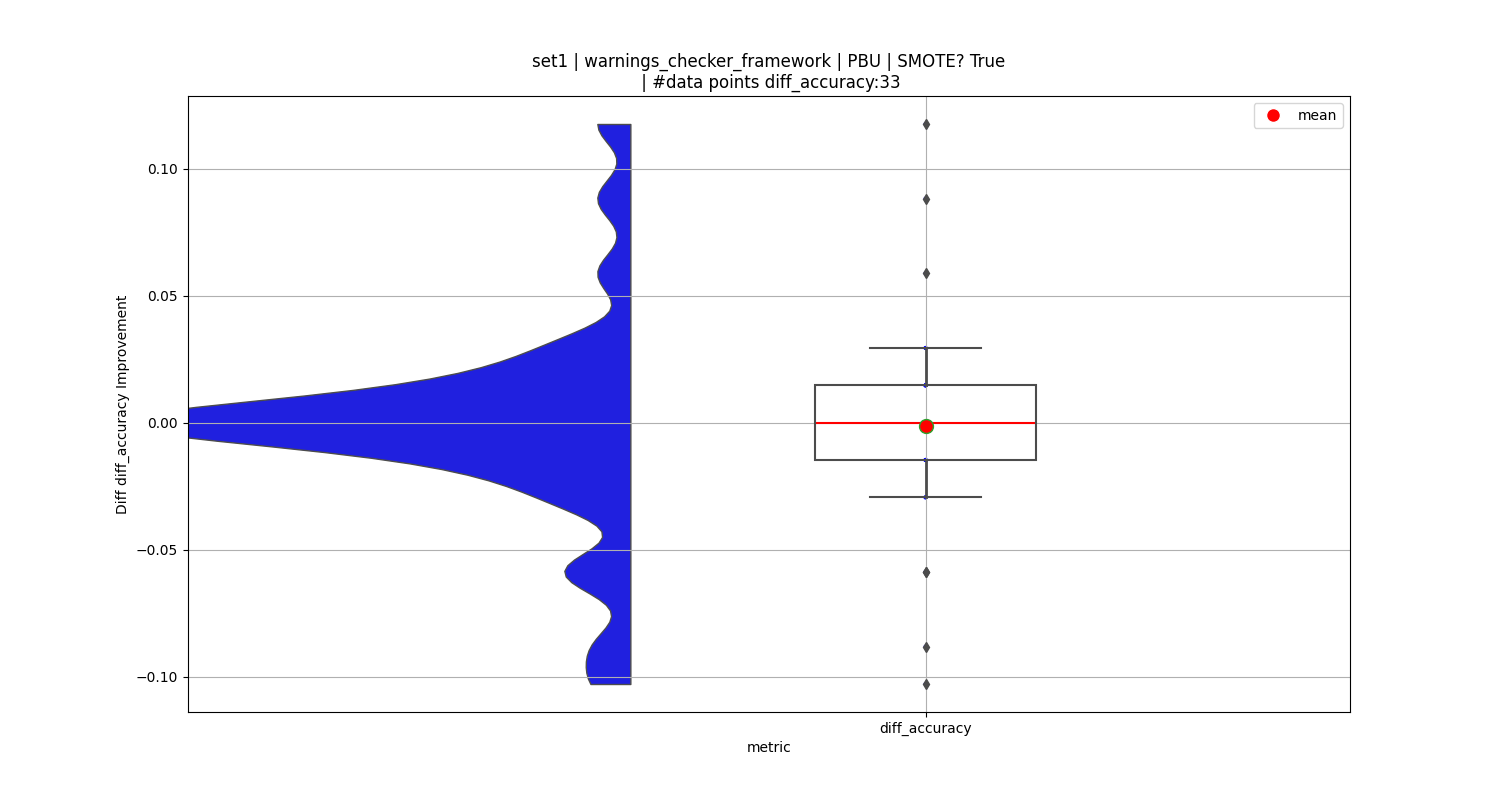 set1 | warnings_checker_framework | PBU | SMOTE? True
| #data points diff_accuracy:33
mean
0.10
0.05
0.00
−0.05
−0.10
Diff diff_accuracy Improvement
diff_accuracy
metric